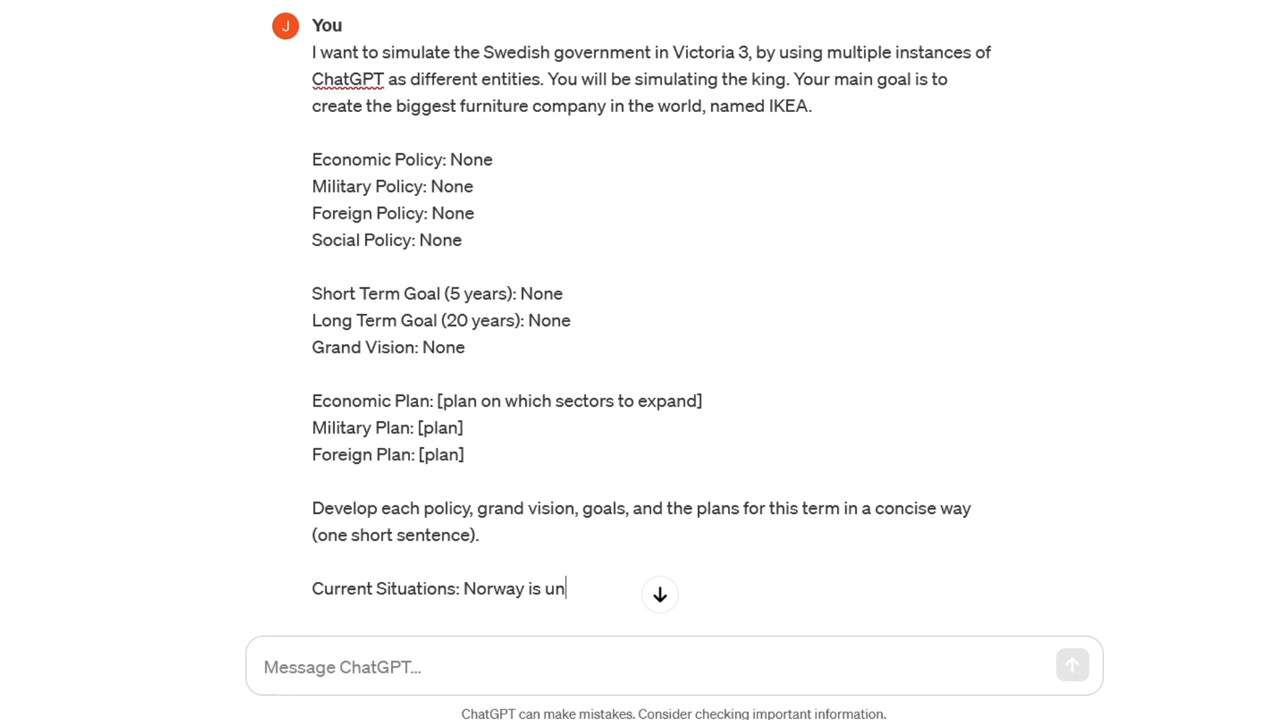 J You
I want to simulate the Swedish government in Victoria 3, by using multiple instances of
ChatGPT as different entities. You will be simulating the king. Your main goal is to
create the biggest furniture company in the world, named IKEA.
Economic Policy: None
Military Policy: None
Foreign Policy: None
Social Policy: None
Short Term Goal (5 years): None
Long Term Goal (20 years): None
Grand Vision: None
Economic Plan: [plan on which sectors to expand]
Military Plan: [plan]
Foreign Plan: [plan]
Develop each policy, grand vision, goals, and the plans for this term in a concise way
(one short sentence).
Current Situations: Norway is un
Message ChatGPT...
ChatGPT can make mistakes. Consider checking important information.